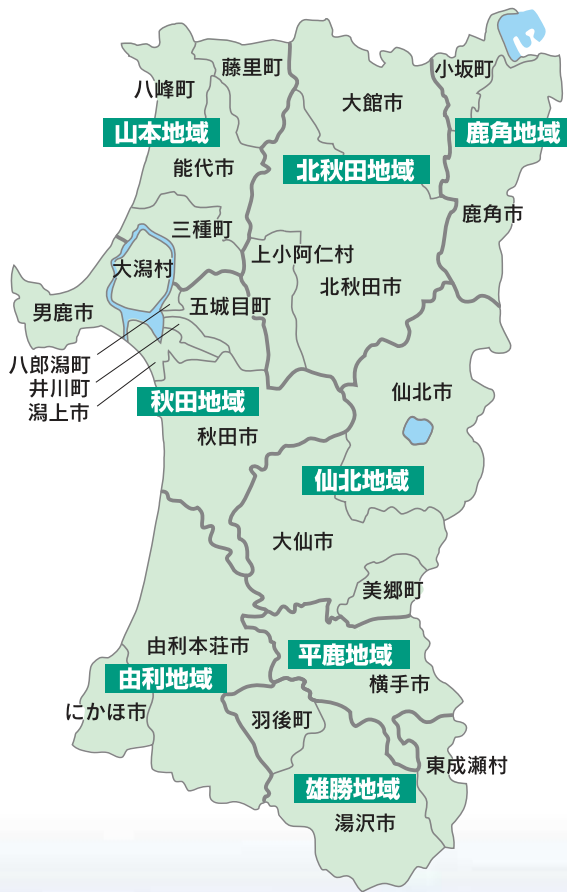 藤里町
小坂町
八峰町
大館市
山本地域
鹿角地域
能代市
北秋田地域
鹿角市
三種町
上小阿仁村
大潟村
北秋田市
五城目町
男鹿市
八郎潟町
井川町
潟上市
仙北市
秋田地域
秋田市
仙北地域
大仙市
美郷町
由利本荘市
平鹿地域
由利地域
横手市
にかほ市
羽後町
東成瀬村
雄勝地域
湯沢市